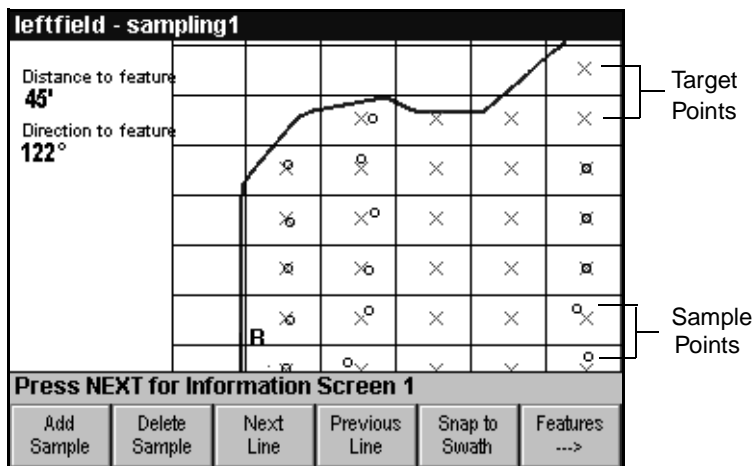 leftfield - sampling1
Distance to feature
45'
Direction to feature
122°
B
Press NEXT for Information Screen 1
Add Sample
Delete Sample
Next Line
Previous Line
Snap to Swath
Features --->
Target Points
Sample Points